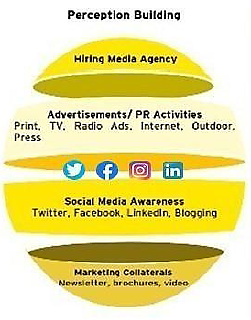 Perception Building
Hiring Media Agency
Advertisements/ PR Activities
Print, TV, Radio Ads, Internet, Outdoor,
Press
Social Media Awareness
Twitter, Facebook, LinkedIn, Blogging
Marketing Collaterals
Newsletter, brochures, video